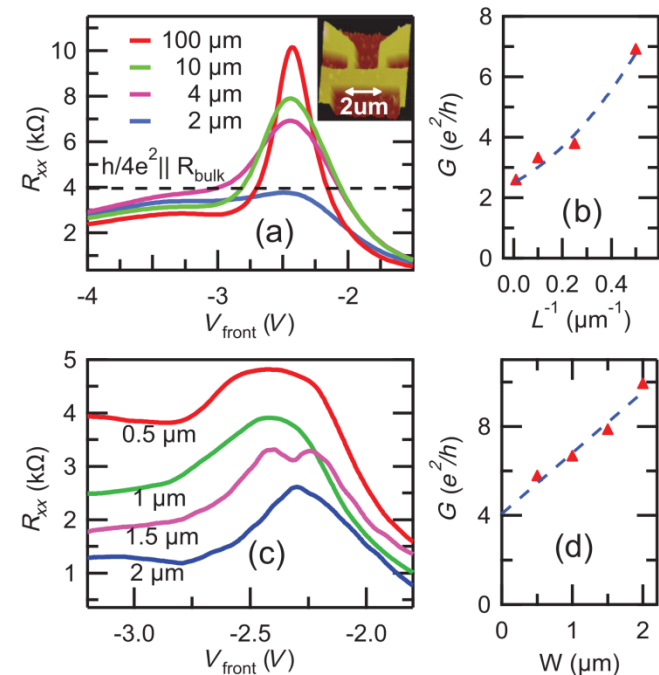 100 μm
10 μm
4 μm
2 μm
2um
h/4e²|| R_bulk
(a)
R_xx (kΩ)
10
8
6
4
2
-4
-3
-2
V_front (V)
G (e²/h)
8
6
4
2
0
(b)
0.0
0.4
L⁻¹ (μm⁻¹)
R_xx (kΩ)
5
4
3
2
1
0.5 μm
1 μm
1.5 μm
2 μm
(c)
-3.0
-2.5
-2.0
V_front (V)
G (e²/h)
8
4
0
(d)
0
1
2
W (μm)